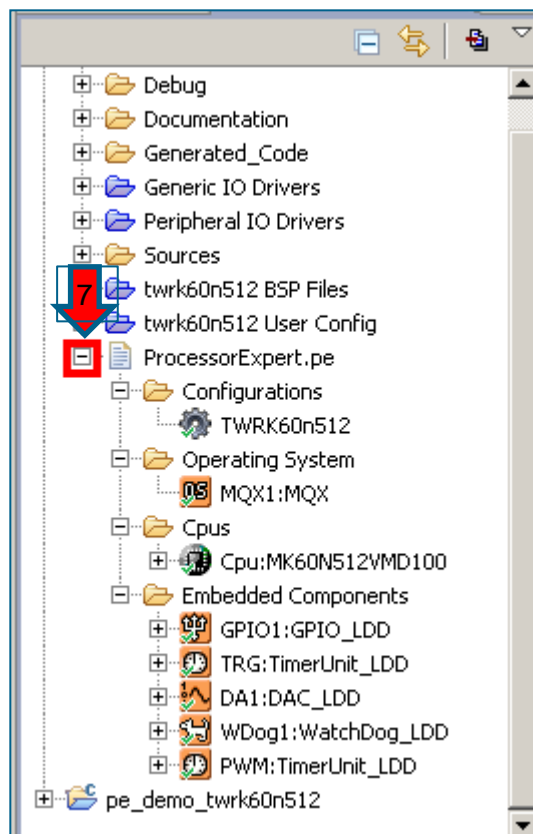 Debug
Documentation
Generated_Code
Generic IO Drivers
Peripheral IO Drivers
Sources
7
twrk60n512 BSP Files
twrk60n512 User Config
ProcessorExpert.pe
Configurations
TWRK60n512
Operating System
OS MQX1:MQX
Cpus
Cpu:MK60N512VMD100
Embedded Components
GPIO1:GPIO_LDD
TRG:TimerUnit_LDD
DA1:DAC_LDD
WDog1:WatchDog_LDD
PWM:TimerUnit_LDD
C
pe_demo_twrk60n512